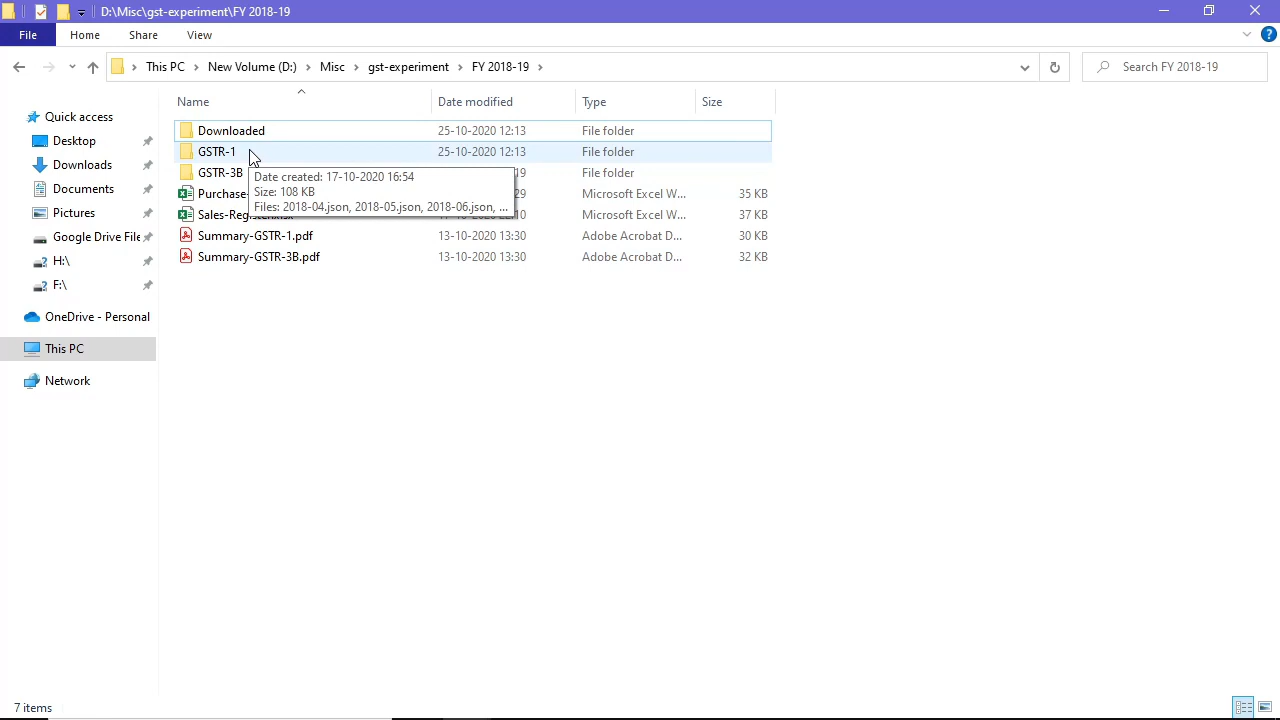 D:\Misc\gst-experiment\FY 2018-19
File Home Share View
This PC New Volume (D:) Misc gst-experiment FY 2018-19 Search FY 2018-19
Name Date modified Type Size
Quick access
Desktop
Downloads
Documents
Pictures
Google Drive File
H:\
F:\
OneDrive - Personal
This PC
Network
Downloaded 25-10-2020 12:13 File folder
GSTR-1 25-10-2020 12:13 File folder
GSTR-3B 19 File folder
Date created: 17-10-2020 16:54
Size: 108 KB
Files: 2018-04.json, 2018-05.json, 2018-06.json, ...
Purchase- 29 Microsoft Excel W... 35 KB
Microsoft Excel W... 37 KB
Summary-GSTR-1.pdf 13-10-2020 13:30 Adobe Acrobat D... 30 KB
Summary-GSTR-3B.pdf 13-10-2020 13:30 Adobe Acrobat D... 32 KB
7 items